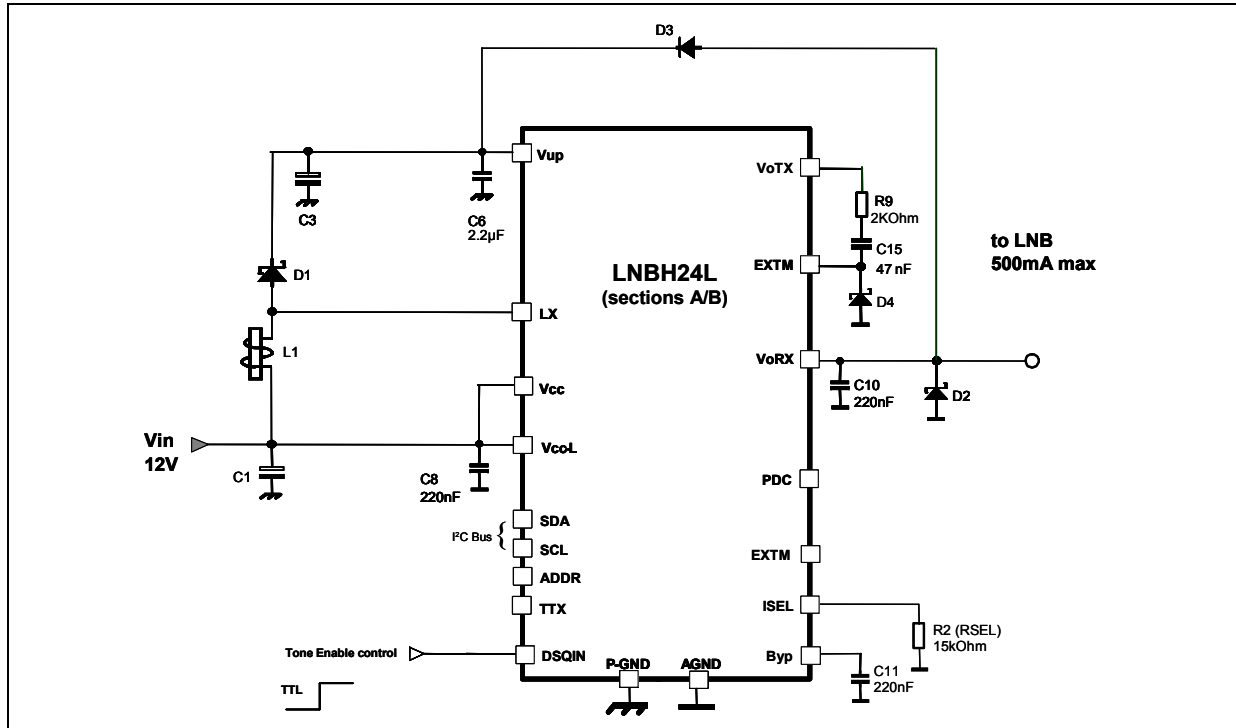 D3
Vup
VoTX
C3
C6
2.2µF
R9
2KOhm
C15
47 nF
to LNB
500mA max
LNBH24L
(sections A/B)
EXTM
D1
D4
LX
L1
VoRX
Vcc
C10
220nF
D2
Vin
12V
Vcc-L
C1
C8
220nF
PDC
SDA
I²C Bus {
SCL
EXTM
ADDR
TTX
ISEL
R2 (RSEL)
15kOhm
Tone Enable control
DSQIN
P-GND
AGND
Byp
C11
220nF
TTL